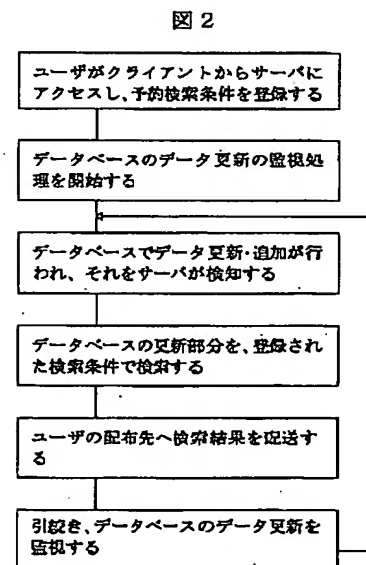 図2
ユーザがクライアントからサーバに
アクセスし、予約検索条件を登録する
データベースのデータ更新の監視処
理を開始する
データベースでデータ更新・追加が行
われ、それをサーバが検知する
データベースの更新部分を、登録され
た検索条件で検索する
ユーザの配布先へ検索結果を配送す
る
引続き、データベースのデータ更新を
監視する